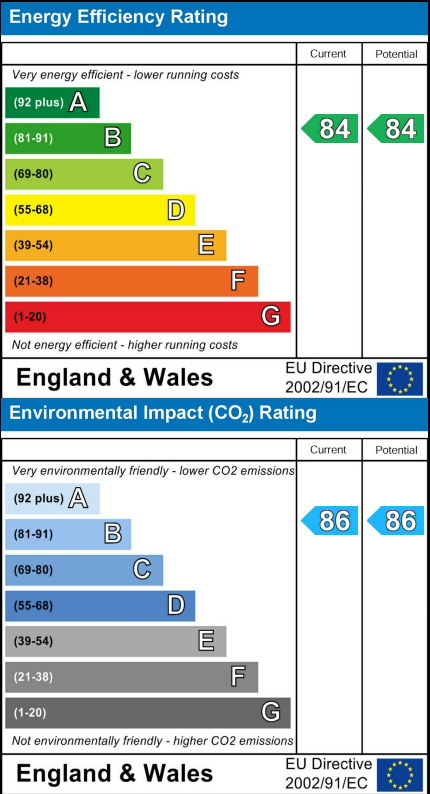 Energy Efficiency Rating
Current Potential
Very energy efficient - lower running costs
(92 plus) A
(81-91) B
84 84
(69-80) C
(55-68) D
(39-54) E
(21-38) F
(1-20) G
Not energy efficient - higher running costs
England & Wales
EU Directive
2002/91/EC
Environmental Impact (CO₂) Rating
Current Potential
Very environmentally friendly - lower CO2 emissions
(92 plus) A
(81-91) B
86 86
(69-80) C
(55-68) D
(39-54) E
(21-38) F
(1-20) G
Not environmentally friendly - higher CO2 emissions
England & Wales
EU Directive
2002/91/EC